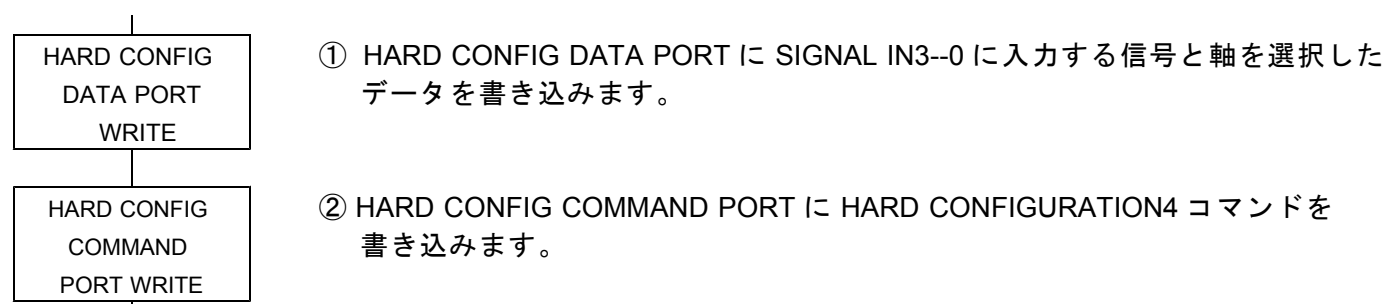 HARD CONFIG
DATA PORT
WRITE
① HARD CONFIG DATA PORT に SIGNAL IN3--0 に入力する信号と軸を選択した
データを書き込みます。
HARD CONFIG
COMMAND
PORT WRITE
② HARD CONFIG COMMAND PORT に HARD CONFIGURATION4 コマンドを
書き込みます。